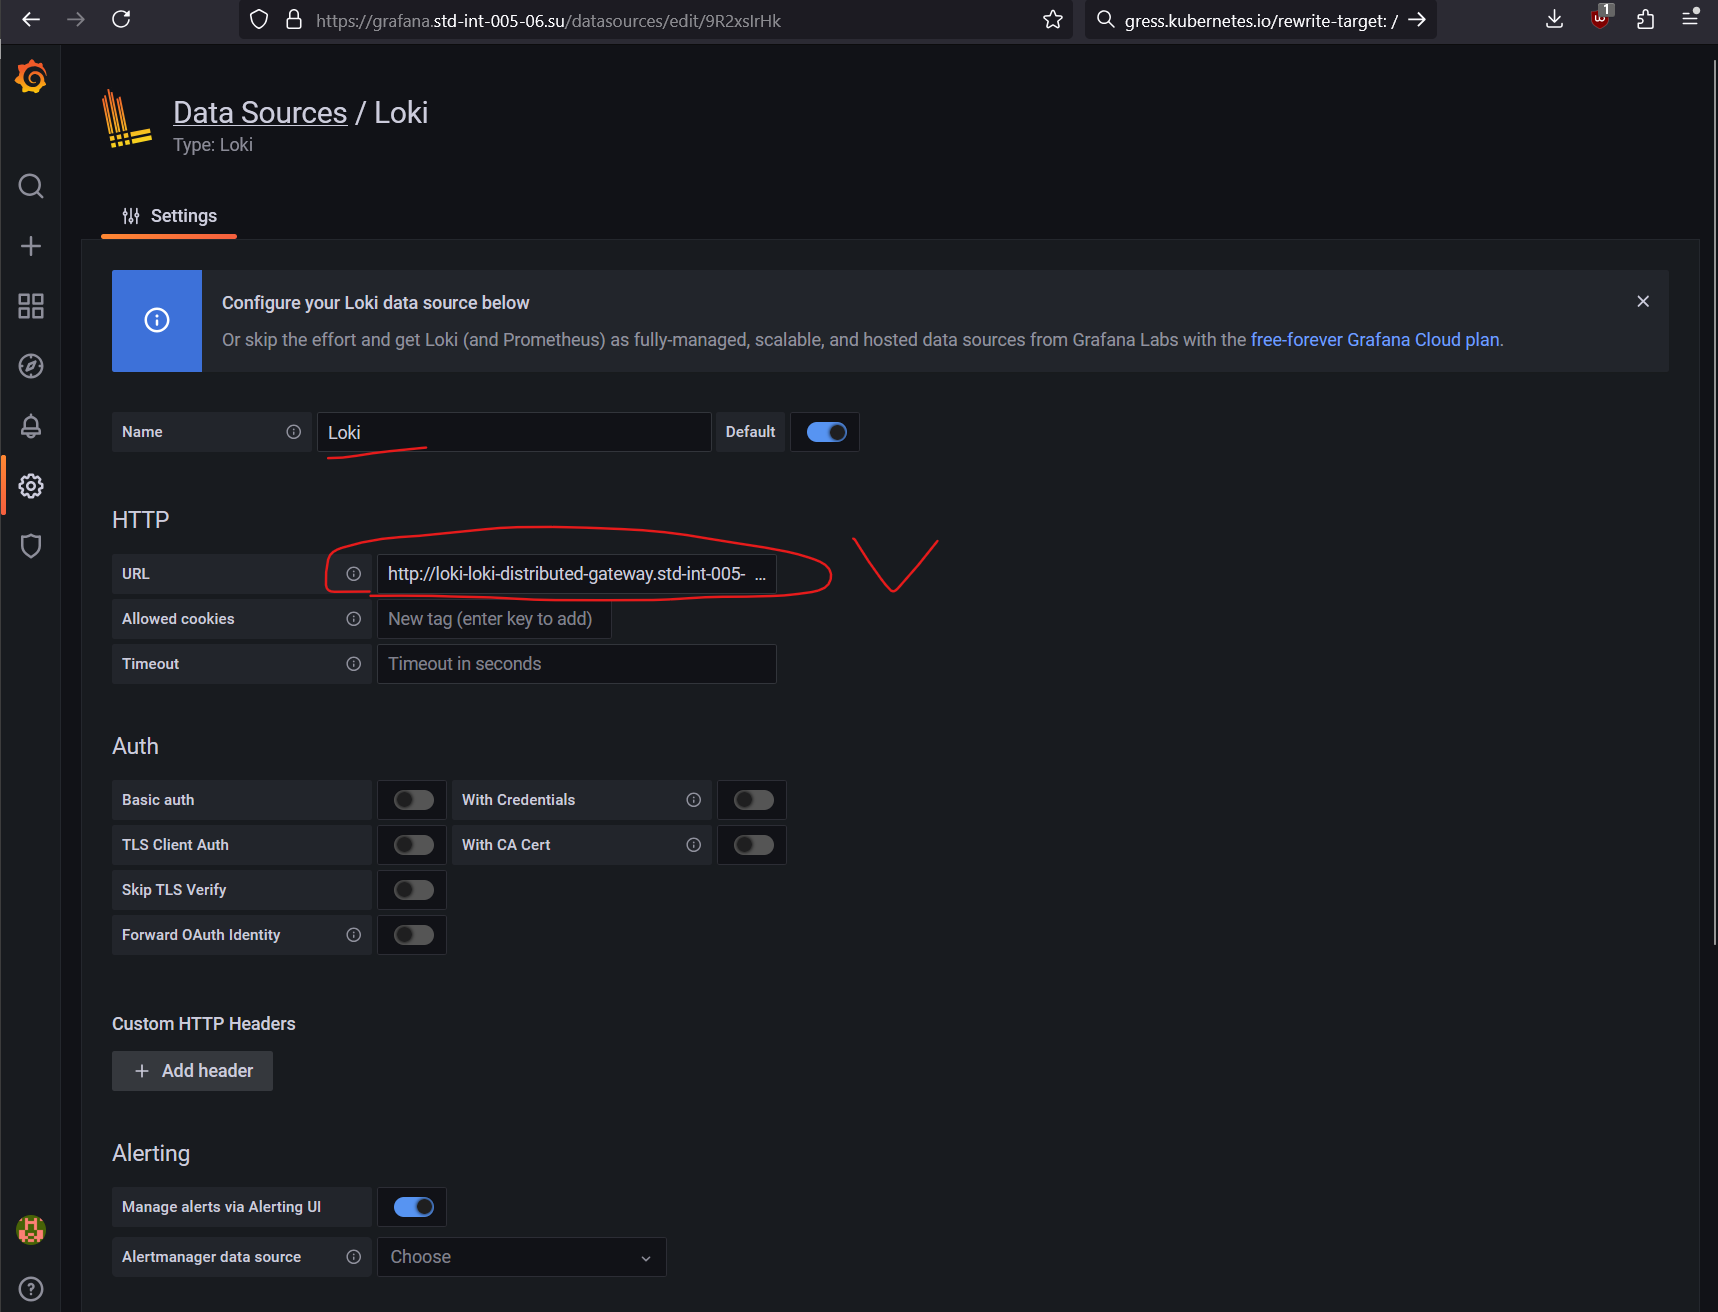 https://grafana.std-int-005-06.su/datasources/edit/9R2xsIrHk
gress.kubernetes.io/rewrite-target: /
1
Data Sources / Loki
Type: Loki
Settings
Configure your Loki data source below
Or skip the effort and get Loki (and Prometheus) as fully-managed, scalable, and hosted data sources from Grafana Labs with the free-forever Grafana Cloud plan.
Name Loki Default
HTTP
URL http://loki-loki-distributed-gateway.std-int-005- ...
Allowed cookies New tag (enter key to add)
Timeout Timeout in seconds
Auth
Basic auth With Credentials
TLS Client Auth With CA Cert
Skip TLS Verify
Forward OAuth Identity
Custom HTTP Headers
+ Add header
Alerting
Manage alerts via Alerting UI
Alertmanager data source Choose